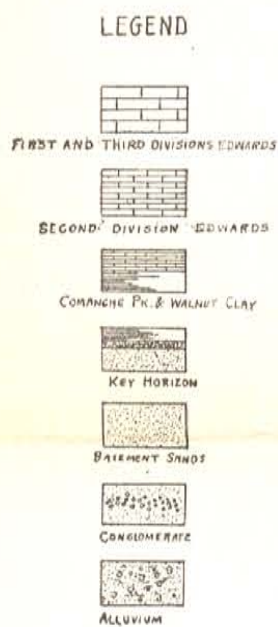 LEGEND
FIRST AND THIRD DIVISIONS EDWARDS
SECOND DIVISION EDWARDS
COMANCHE PK. & WALNUT CLAY
KEY HORIZON
BASEMENT SANDS
CONGLOMERATE
ALLUVIUM